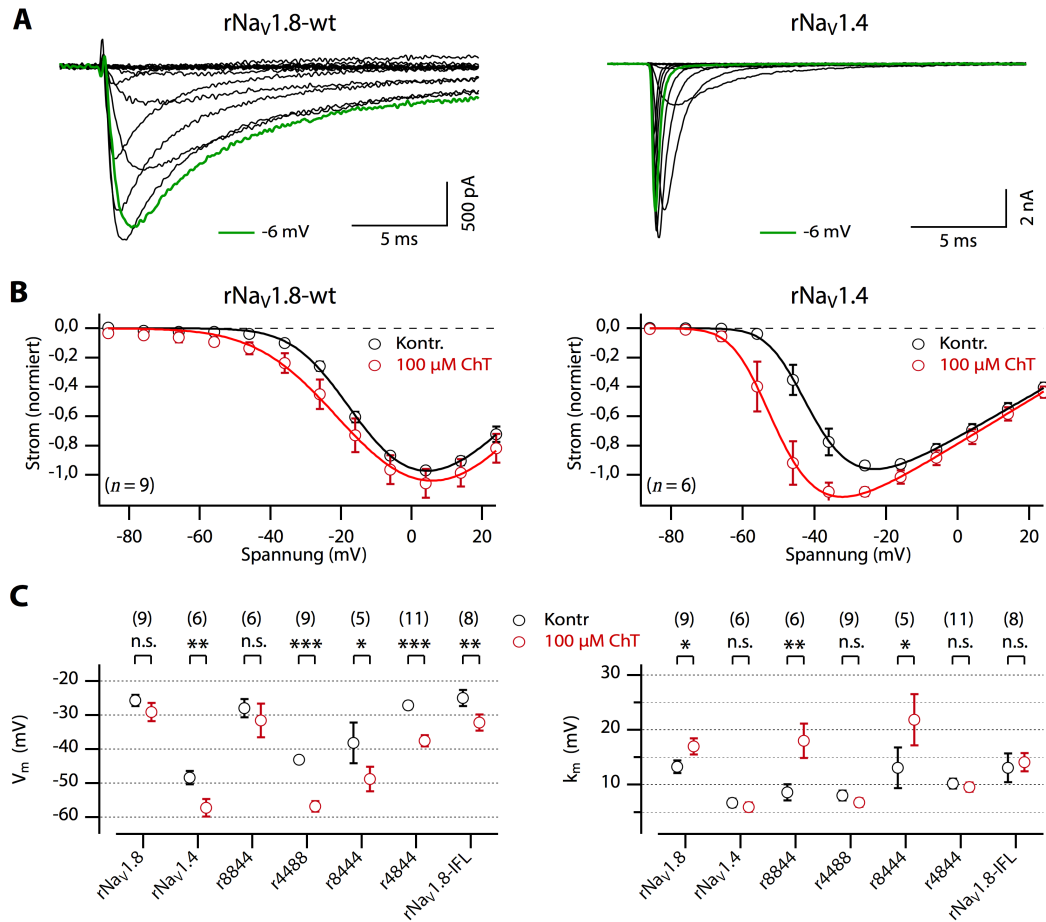 A
rNaV1.8-wt
rNaV1.4
-6 mV
5 ms
500 pA
-6 mV
5 ms
2 nA
B
rNaV1.8-wt
rNaV1.4
Strom (normiert)
0,0
-0,2
-0,4
-0,6
-0,8
-1,0
Kontr.
100 µM ChT
(n = 9)
-80 -60 -40 -20 0 20
Spannung (mV)
Strom (normiert)
0,0
-0,2
-0,4
-0,6
-0,8
-1,0
Kontr.
100 µM ChT
(n = 6)
-80 -60 -40 -20 0 20
Spannung (mV)
C
(9) (6) (6) (9) (5) (11) (8)
n.s. ** n.s. *** * *** **
Kontr
100 µM ChT
(9) (6) (6) (9) (5) (11) (8)
* n.s. ** n.s. * n.s. n.s.
Vm (mV)
-20
-30
-40
-50
-60
rNaV1.8
rNaV1.4
r8844
r4488
r8444
r4844
rNaV1.8-IFL
km (mV)
30
20
10
rNaV1.8
rNaV1.4
r8844
r4488
r8444
r4844
rNaV1.8-IFL